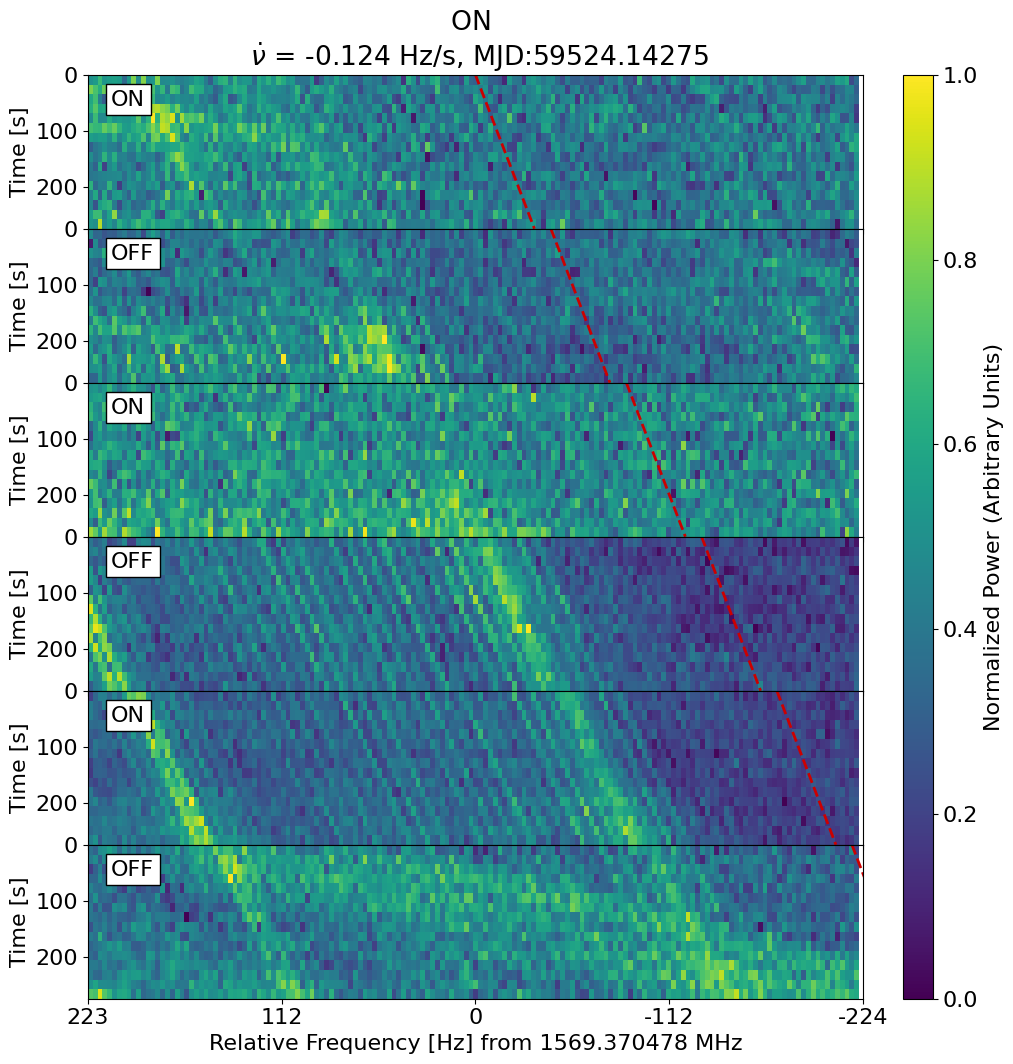 ON
ν̇ = -0.124 Hz/s, MJD:59524.14275
0
ON
100
Time [s]
200
0
OFF
100
Time [s]
200
0
ON
100
Time [s]
200
0
OFF
100
Time [s]
200
0
ON
100
Time [s]
200
0
OFF
100
Time [s]
200
223 112 0 -112 -224
Relative Frequency [Hz] from 1569.370478 MHz
1.0
0.8
0.6
0.4
0.2
0.0
Normalized Power (Arbitrary Units)